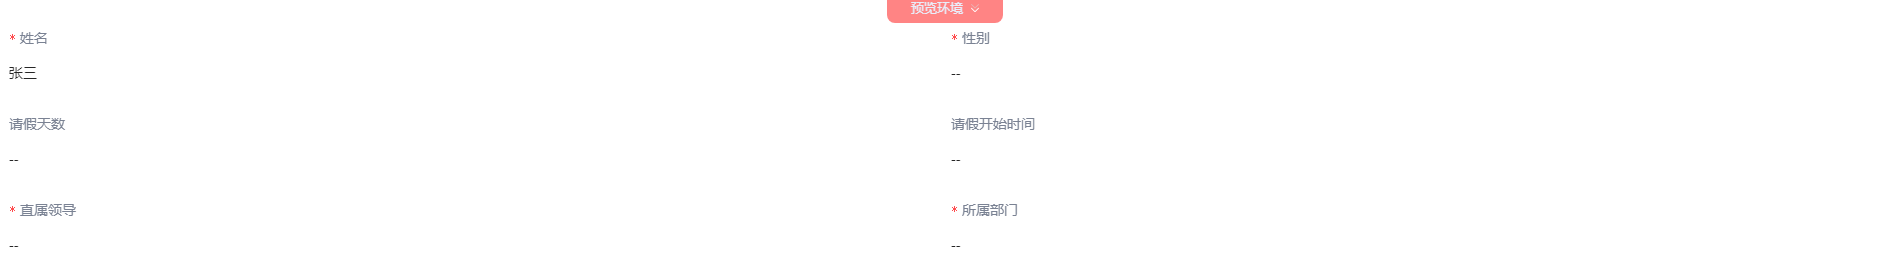 预览环境
* 姓名
* 性别
张三
--
请假天数
请假开始时间
--
--
* 直属领导
* 所属部门
--
--